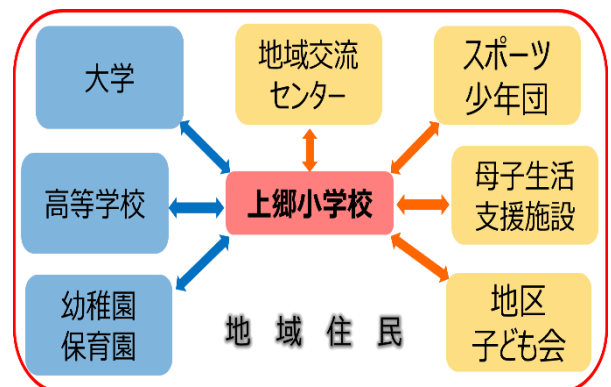 大学
地域交流
センター
スポーツ
少年団
高等学校
上郷小学校
母子生活
支援施設
幼稚園
保育園
地域住民
地区
子ども会